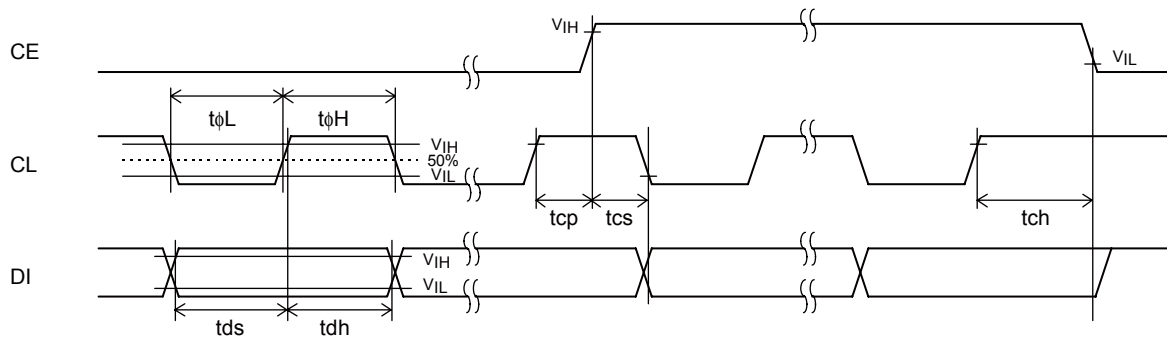 CE
VIH
VIL
tϕL
tϕH
CL
VIH
50%
VIL
tcp
tcs
tch
DI
VIH
VIL
tds
tdh